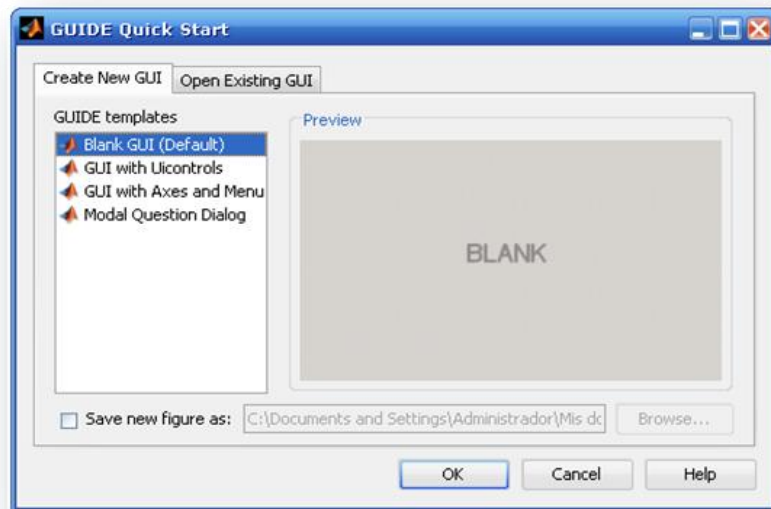 GUIDE Quick Start
Create New GUI
Open Existing GUI
GUIDE templates
Blank GUI (Default)
GUI with Uicontrols
GUI with Axes and Menu
Modal Question Dialog
Preview
BLANK
Save new figure as:
C:\Documents and Settings\Administrador\Mis dc
Browse...
OK
Cancel
Help